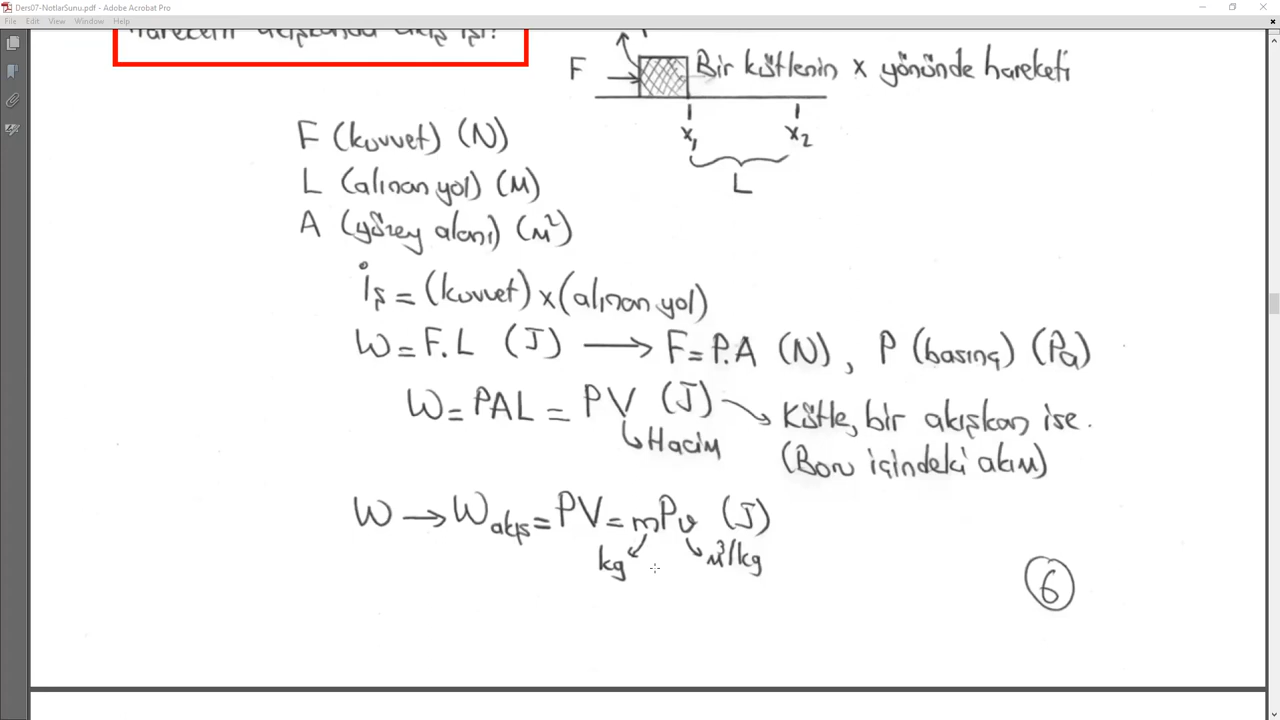 Ders07-NotlarSunu.pdf - Adobe Acrobat Pro
File Edit View Window Help
akış işi?
F
Bir kütlenin x yönünde hareketi
x₁ x₂
L
F (kuvvet) (N)
L (alınan yol) (M)
A (yüzey alanı) (M²)
İş = (kuvvet) x (alınan yol)
W = F.L (J) → F = P.A (N), P (basınç) (Pa)
W = PAL = PV (J) → Kütle, bir akışkan ise.
Hacim
(Boru içindeki akım)
W → Wakış = PV = mPv (J)
kg M³/kg
6